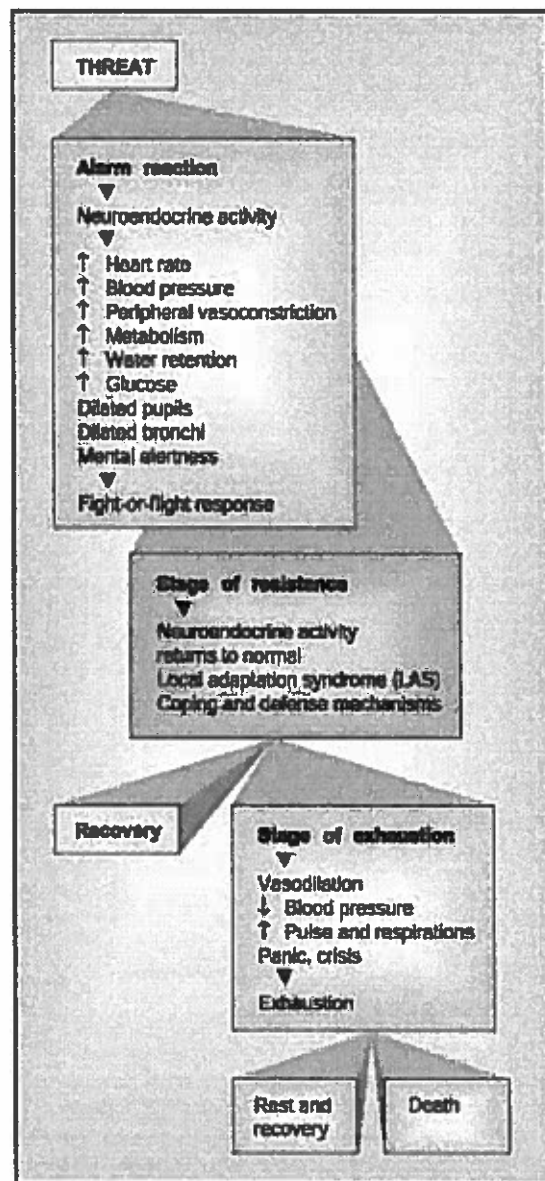 THREAT
Alarm reaction
▼
Neuroendocrine activity
▼
↑ Heart rate
↑ Blood pressure
↑ Peripheral vasoconstriction
↑ Metabolism
↑ Water retention
↑ Glucose
Dilated pupils
Dilated bronchi
Mental alertness
▼
Fight-or-flight response
Stage of resistance
▼
Neuroendocrine activity
returns to normal
Local adaptation syndrome (LAS)
Coping and defense mechanisms
Recovery
Stage of exhaustion
▼
Vasodilation
↓ Blood pressure
↑ Pulse and respirations
Panic, crisis
▼
Exhaustion
Rest and
recovery
Death